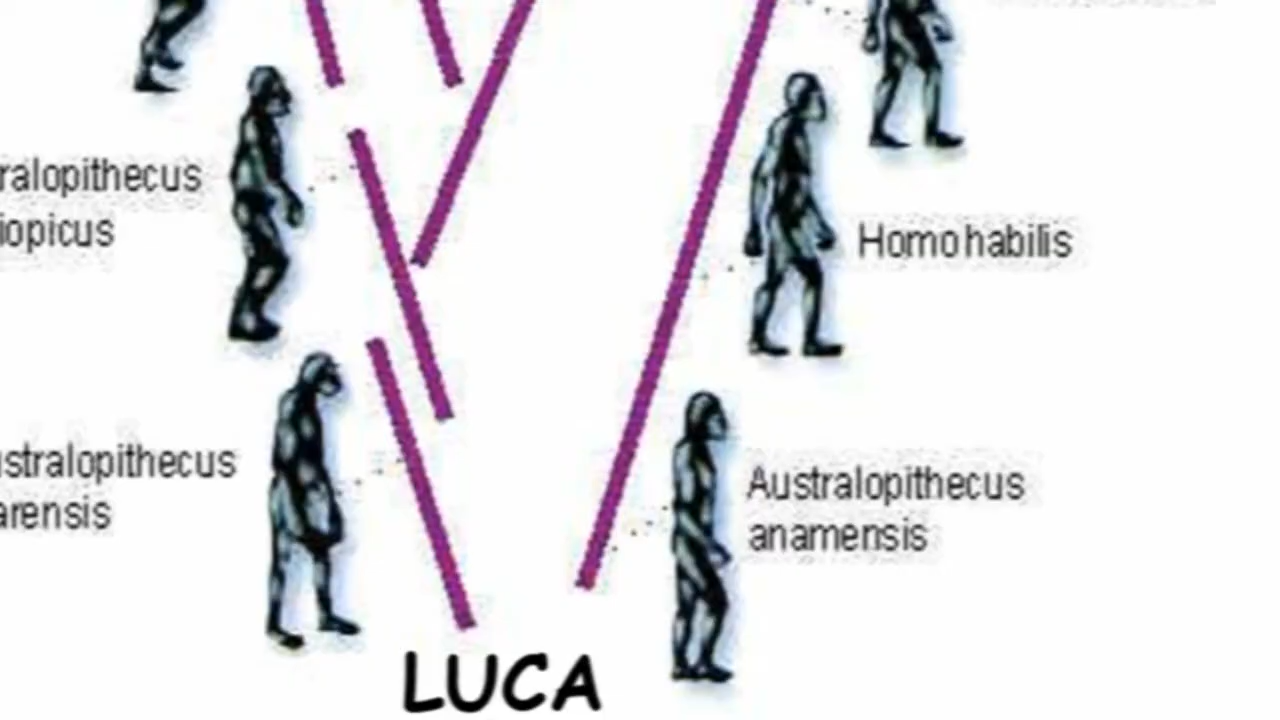 ralopithecus
iopicus
Homo habilis
ustralopithecus
arensis
Australopithecus
anamensis
LUCA